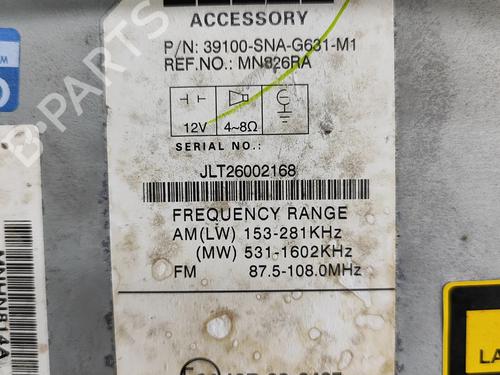 ACCESSORY
P/N: 39100-SNA-G631-M1
REF.NO.: MN826RA
12V 4~8Ω
SERIAL NO.:
JLT26002168
FREQUENCY RANGE
AM(LW) 153-281KHz
(MW) 531-1602KHz
FM 87.5-108.0MHz
LA
B-PARTS